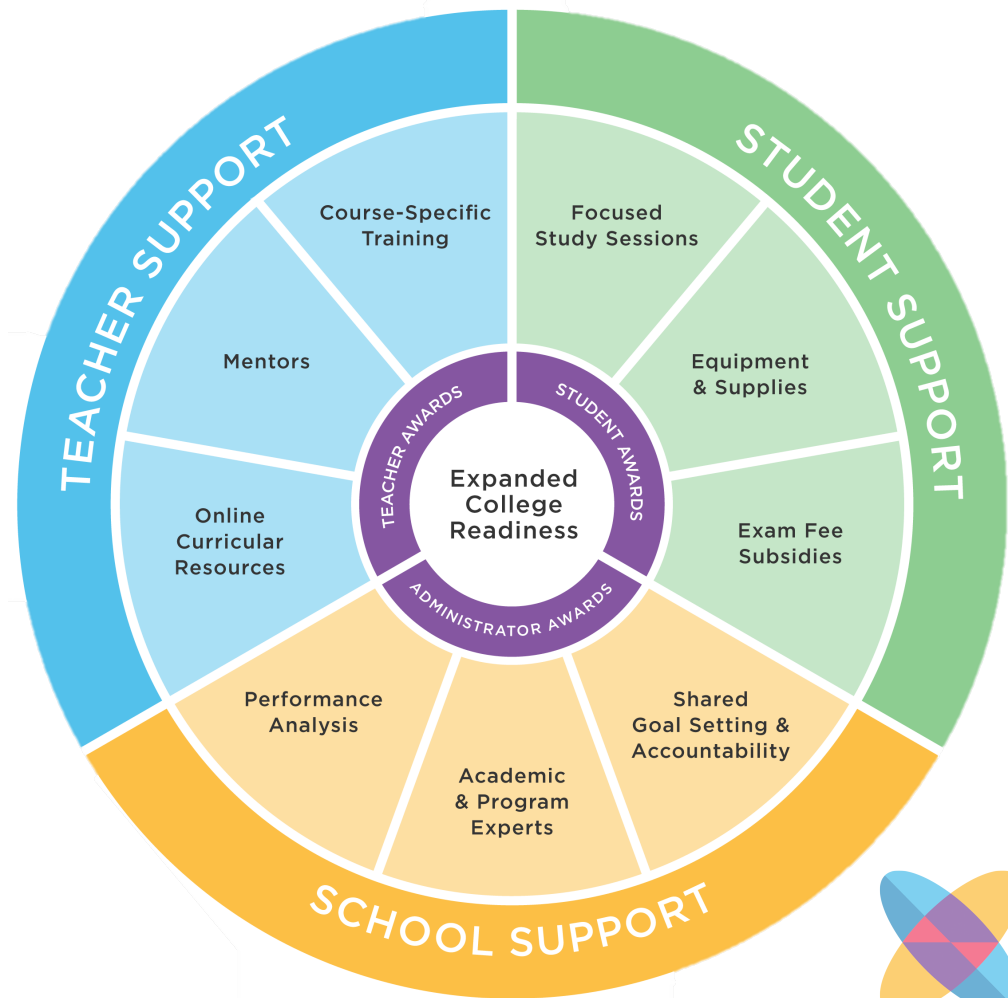 TEACHER SUPPORT
STUDENT SUPPORT
Course-Specific
Training
Focused
Study Sessions
Mentors
Equipment
& Supplies
TEACHER AWARDS
STUDENT AWARDS
Expanded
College
Readiness
Online
Curricular
Resources
Exam Fee
Subsidies
ADMINISTRATOR AWARDS
Performance
Analysis
Shared
Goal Setting &
Accountability
Academic
& Program
Experts
SCHOOL SUPPORT